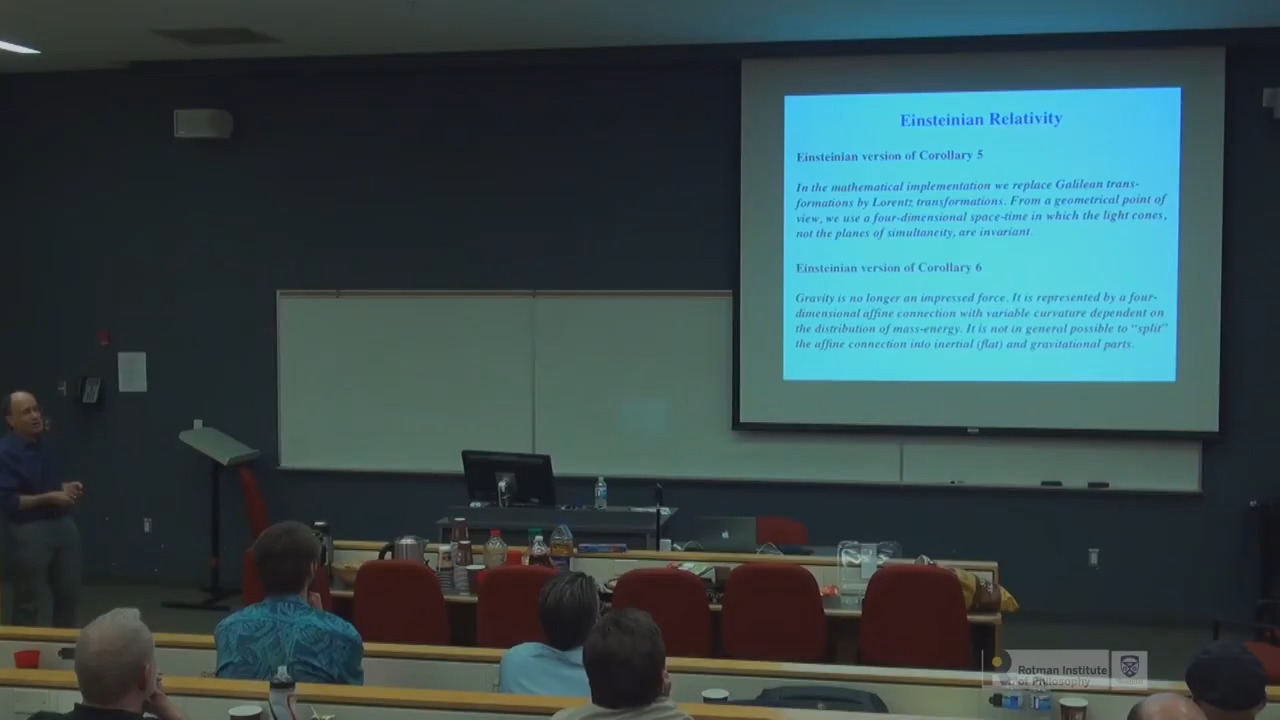 Einsteinian Relativity
Einsteinian version of Corollary 5
In the mathematical implementation we replace Galilean trans-
formations by Lorentz transformations. From a geometrical point of
view, we use a four-dimensional space-time in which the light cones,
not the planes of simultaneity, are invariant.
Einsteinian version of Corollary 6
Gravity is no longer an impressed force. It is represented by a four-
dimensional affine connection with variable curvature dependent on
the distribution of mass-energy. It is not in general possible to "split"
the affine connection into inertial (flat) and gravitational parts.
Rotman Institute
of Philosophy